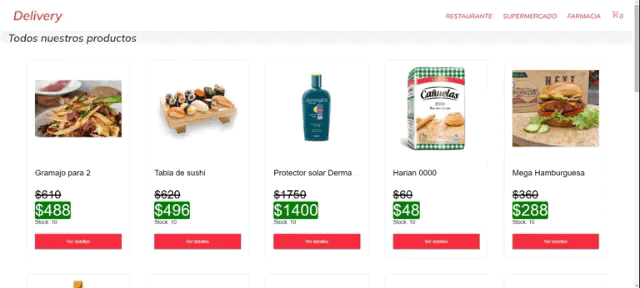 Delivery
RESTAURANTE SUPERMERCADO FARMACIA 0
Todos nuestros productos
Gramajo para 2
$610
$488
Stock: 10
Ver detalles
Tabla de sushi
$620
$496
Stock: 10
Ver detalles
Protector solar Derma
$1750
$1400
Stock: 10
Ver detalles
Cañuelas
Harian 0000
$60
$48
Stock: 10
Ver detalles
NEXT
Mega Hamburguesa
$360
$288
Stock: 10
Ver detalles